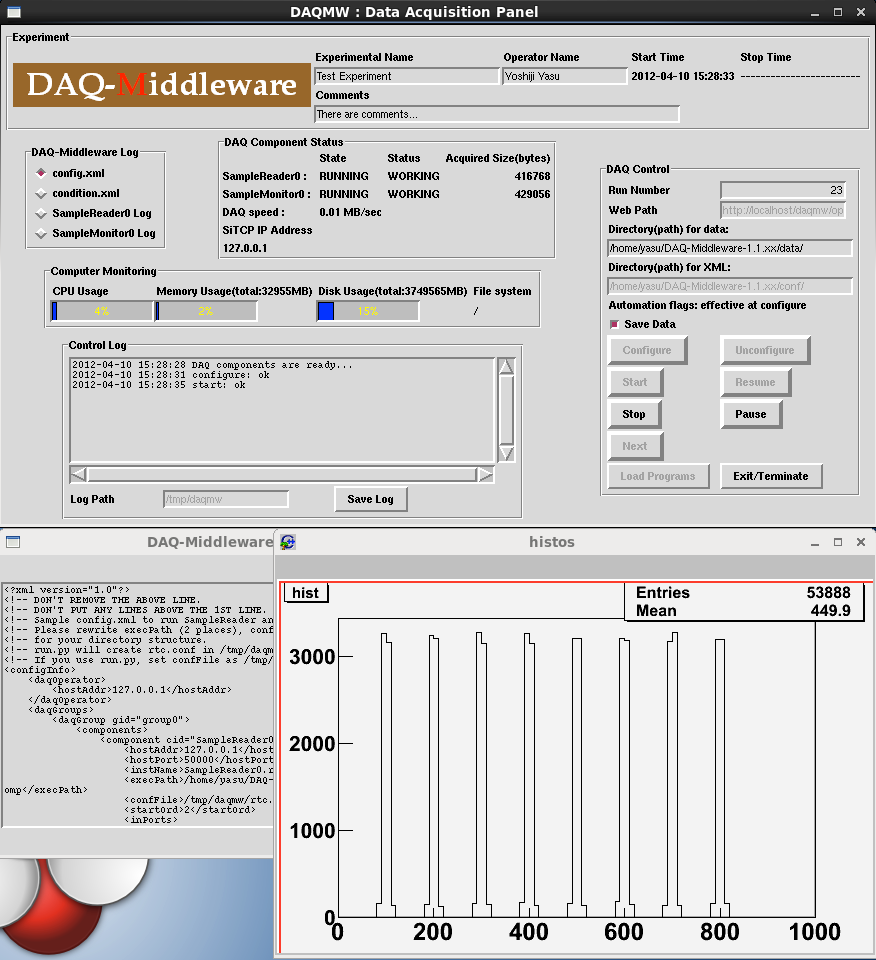 DAQMW : Data Acquisition Panel
Experiment
DAQ-Middleware
Experimental Name Operator Name Start Time Stop Time
Test Experiment Yoshiji Yasu 2012-04-10 15:28:33 ------------------------
Comments
There are comments...
DAQ-Middleware Log
config.xml
condition.xml
SampleReader0 Log
SampleMonitor0 Log
DAQ Component Status
State Status Acquired Size(bytes)
SampleReader0 : RUNNING WORKING 416768
SampleMonitor0 : RUNNING WORKING 429056
DAQ speed : 0.01 MB/sec
SiTCP IP Address
127.0.0.1
Computer Monitoring
CPU Usage Memory Usage(total:32955MB) Disk Usage(total:3749565MB) File system
4% 2% 15% /
Control Log
2012-04-10 15:28:28 DAQ components are ready...
2012-04-10 15:28:31 configure: ok
2012-04-10 15:28:35 start: ok
Log Path /tmp/daqmw Save Log
DAQ Control
Run Number 23
Web Path http://localhost/daqmw/op
Directory(path) for data:
/home/yasu/DAQ-Middleware-1.1.xx/data/
Directory(path) for XML:
/home/yasu/DAQ-Middleware-1.1.xx/conf/
Automation flags: effective at configure
Save Data
Configure Unconfigure
Start Resume
Stop Pause
Next
Load Programs Exit/Terminate
DAQ-Middleware
<?xml version="1.0"?>
<!-- DON'T REMOVE THE ABOVE LINE.
<!-- DON'T PUT ANY LINES ABOVE THE 1ST LINE.
<!-- Sample config.xml to run SampleReader an
<!-- Please rewrite execPath (2 places), conf
<!-- for your directory structure.
<!-- run.py will create rtc.conf in /tmp/daqm
<!-- If you use run.py, set confFile as /tmp/
<configInfo>
<daqOperator>
<hostAddr>127.0.0.1</hostAddr>
</daqOperator>
<daqGroups>
<daqGroup gid="group0">
<components>
<component cid="SampleReader0
<hostAddr>127.0.0.1</host
<hostPort>50000</hostPort
<instName>SampleReader0.r
<execPath>/home/yasu/DAQ-
omp</execPath>
<confFile>/tmp/daqmw/rtc.
<startOrd>2</startOrd>
<inPorts>
histos
hist
Entries 53888
Mean 449.9
3000
2000
1000
0
0 200 400 600 800 1000